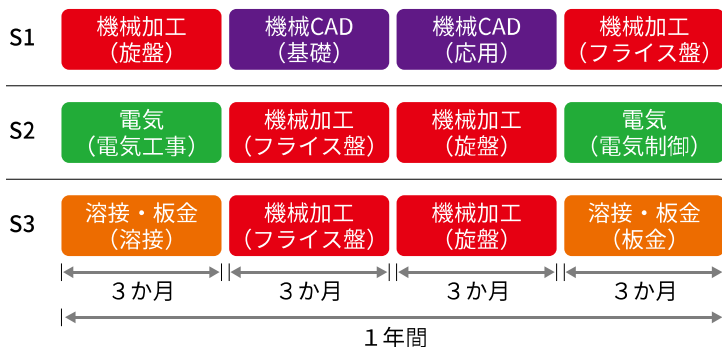 S1
機械加工
（旋盤）
機械CAD
（基礎）
機械CAD
（応用）
機械加工
（フライス盤）
S2
電気
（電気工事）
機械加工
（フライス盤）
機械加工
（旋盤）
電気
（電気制御）
S3
溶接・板金
（溶接）
機械加工
（フライス盤）
機械加工
（旋盤）
溶接・板金
（板金）
３か月
３か月
３か月
３か月
１年間